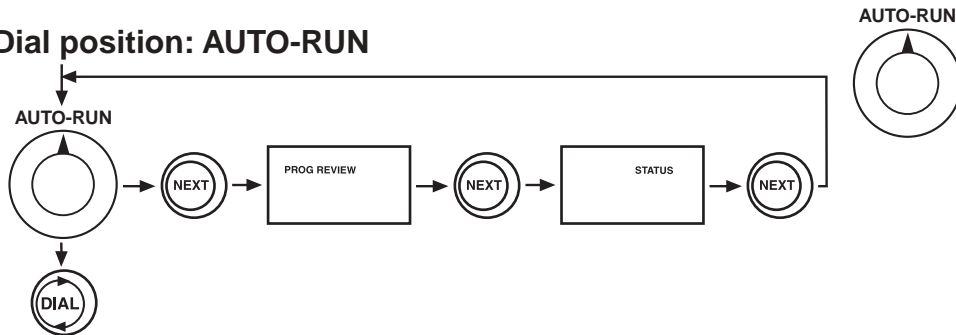 AUTO-RUN
Dial position: AUTO-RUN
AUTO-RUN
NEXT
PROG REVIEW
NEXT
STATUS
NEXT
DIAL